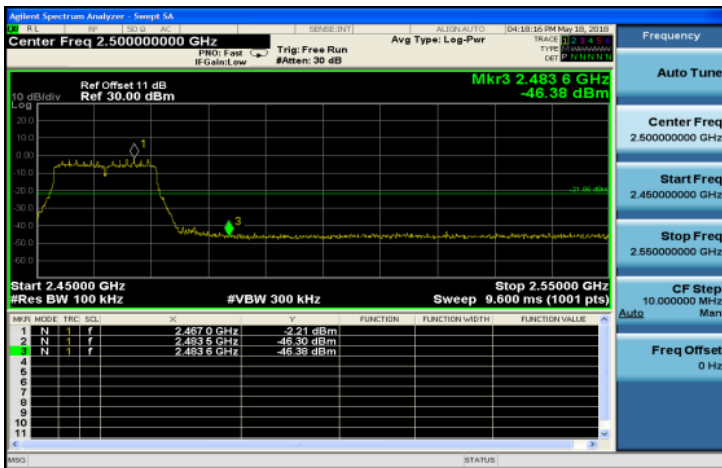 Agilent Spectrum Analyzer - Swept SA
RL RF 50 Ω AC SENSE:INT ALIGN AUTO 04:18:16 PM May 18, 2018
Center Freq 2.500000000 GHz
PNO: Fast
IFGain:Low
Trig: Free Run
#Atten: 30 dB
Avg Type: Log-Pwr
TRACE 1 2 3 4 5 6
TYPE
DET P N N N N N
Ref Offset 11 dB
10 dB/div Ref 30.00 dBm
Log
Mkr3 2.483 6 GHz
-46.38 dBm
20.0
10.0
0.00
-10.0
-20.0
-30.0
-40.0
-50.0
-60.0
1
3
-21.86 dBm
Start 2.45000 GHz Stop 2.55000 GHz
#Res BW 100 kHz #VBW 300 kHz Sweep 9.600 ms (1001 pts)
MKR MODE TRC SCL X Y FUNCTION FUNCTION WIDTH FUNCTION VALUE
1 N 1 f 2.467 0 GHz -2.21 dBm
2 N 1 f 2.483 5 GHz -46.30 dBm
3 N 1 f 2.483 6 GHz -46.38 dBm
4
5
6
7
8
9
10
11
MSG STATUS
Frequency
Auto Tune
Center Freq
2.500000000 GHz
Start Freq
2.450000000 GHz
Stop Freq
2.550000000 GHz
CF Step
10.000000 MHz
Auto Man
Freq Offset
0 Hz